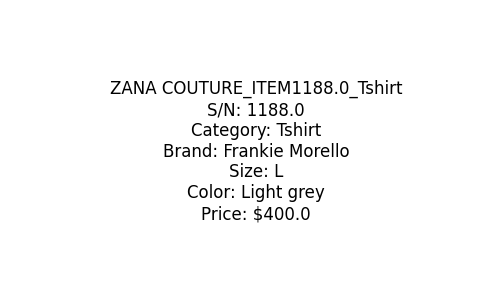 ZANA COUTURE_ITEM1188.0_Tshirt
S/N: 1188.0
Category: Tshirt
Brand: Frankie Morello
Size: L
Color: Light grey
Price: $400.0